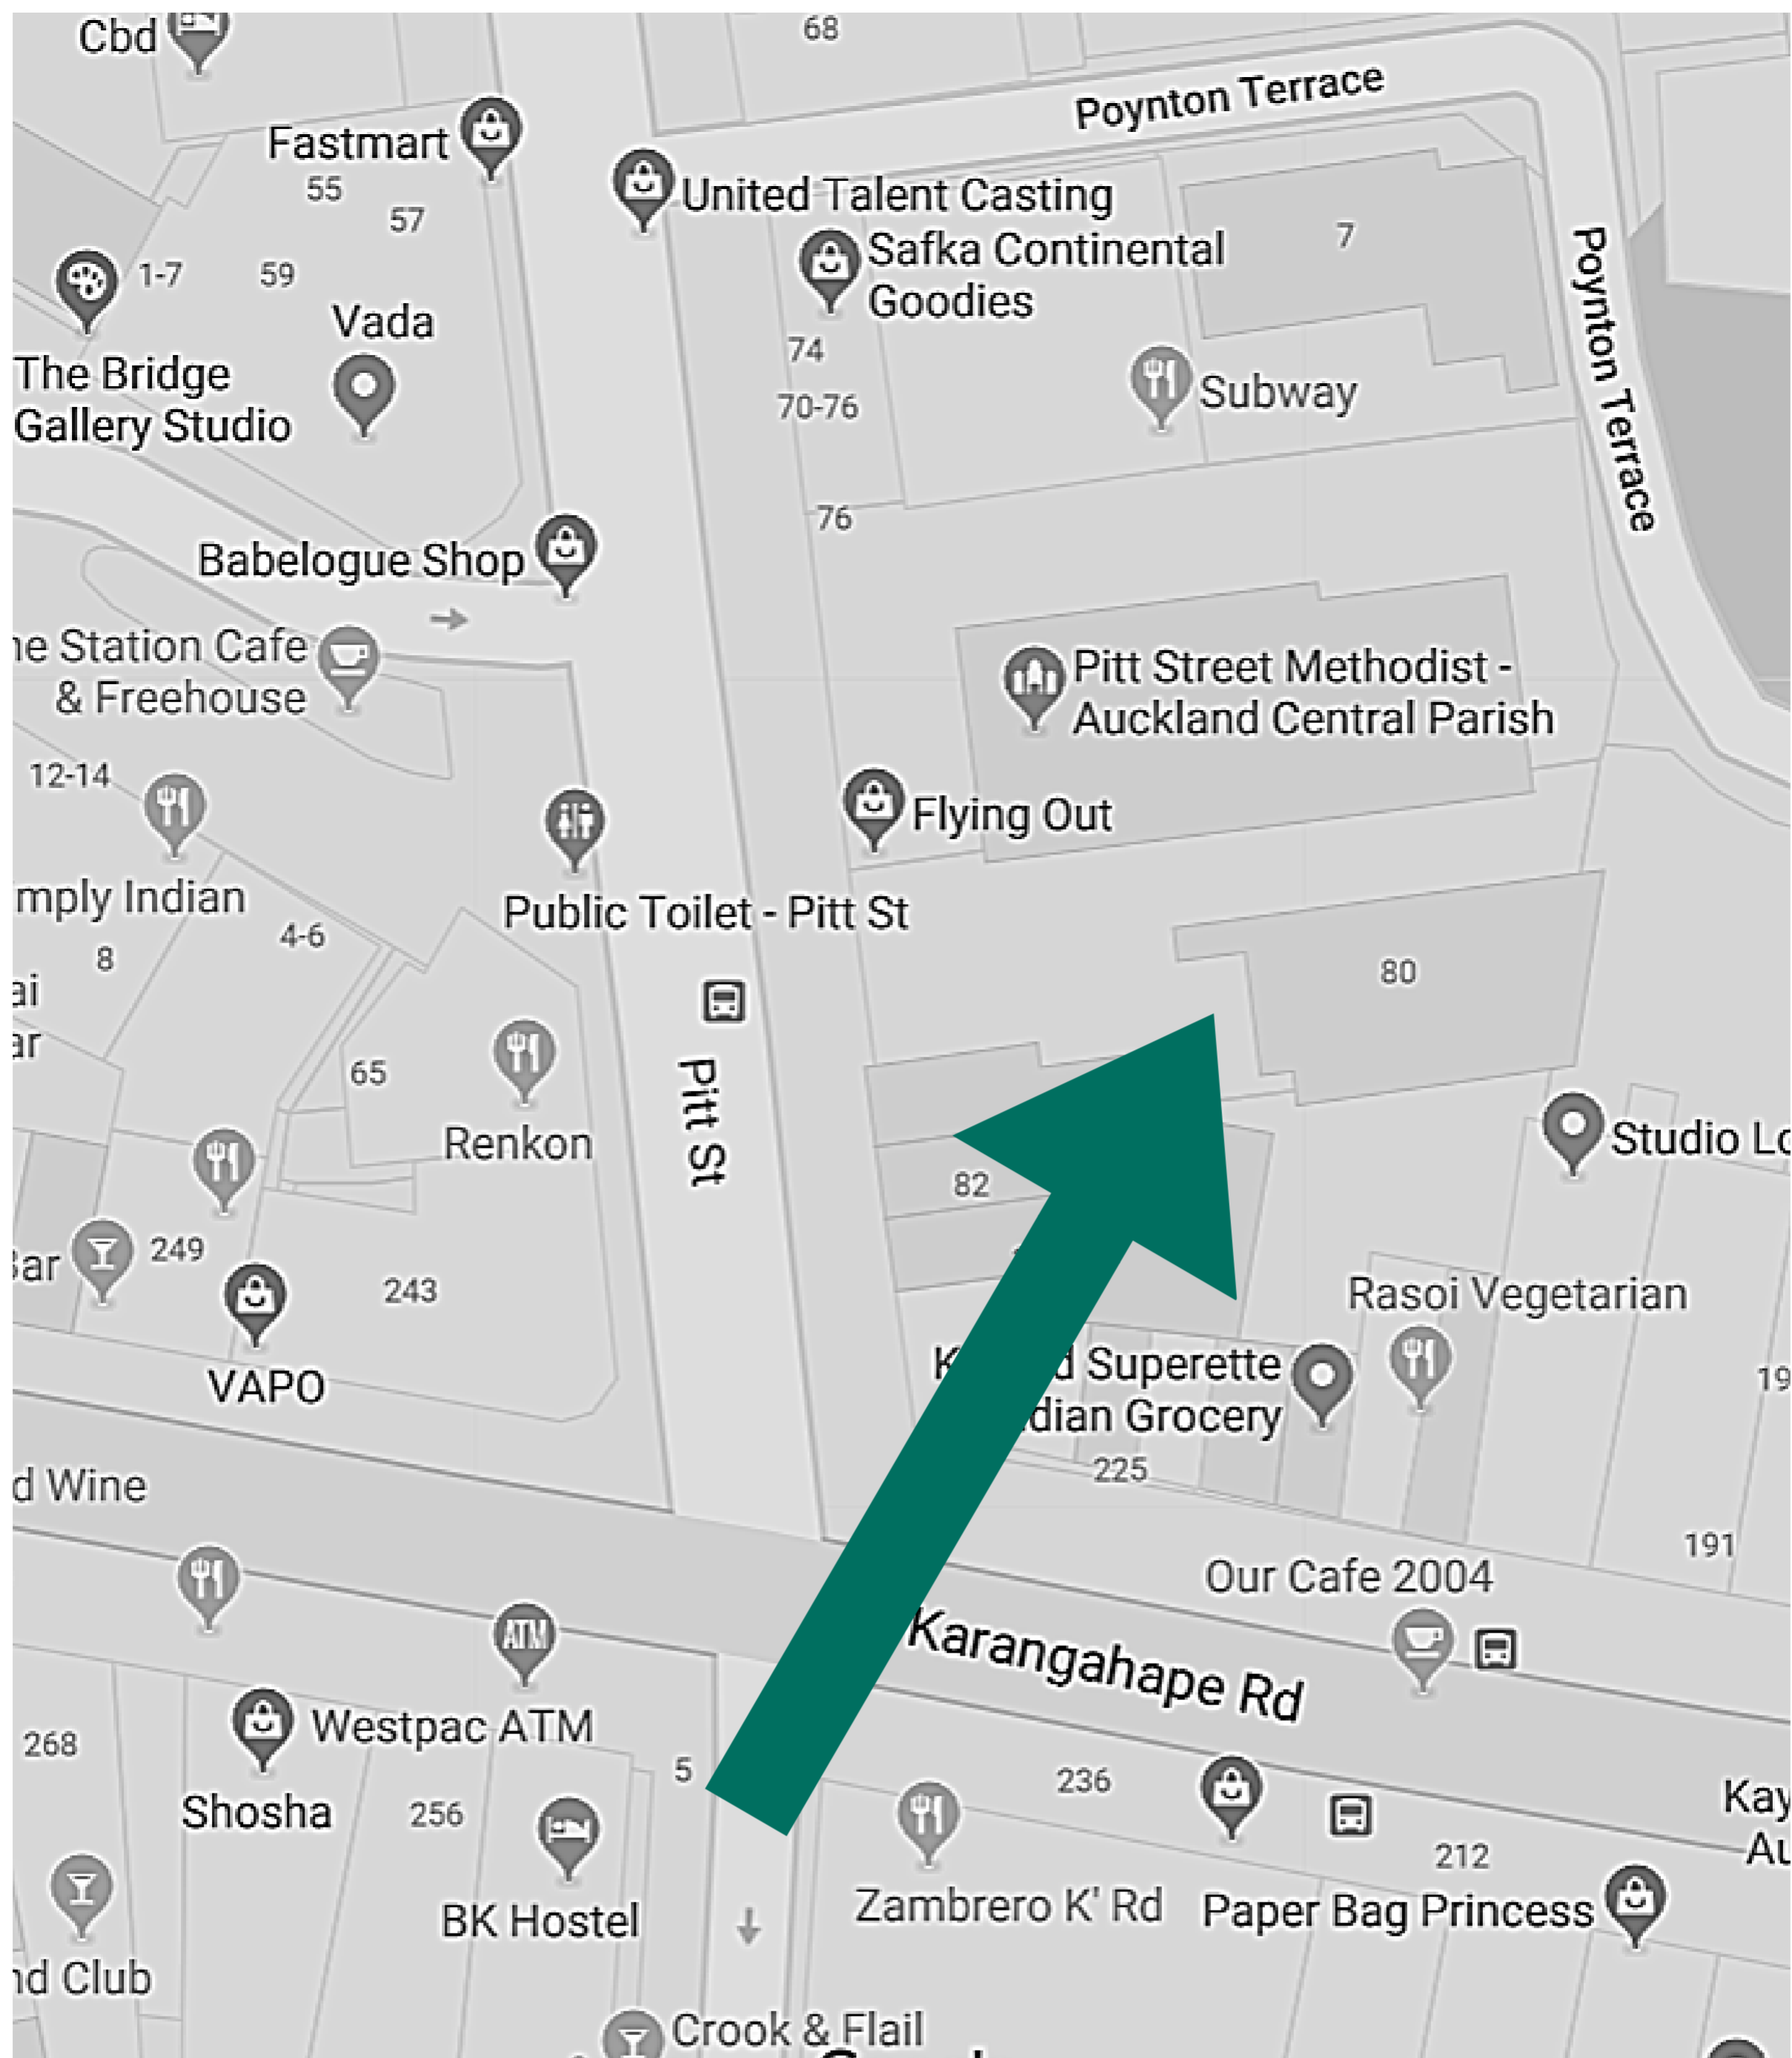 Cbd
68
Poynton Terrace
Fastmart
55
57
United Talent Casting
1-7
59
Safka Continental
Goodies
7
Poynton Terrace
Vada
The Bridge
Gallery Studio
74
70-76
Subway
76
Babelogue Shop
Station Cafe
& Freehouse
Pitt Street Methodist -
Auckland Central Parish
12-14
Flying Out
Indian
4-6
8
Public Toilet - Pitt St
80
65
Pitt St
Renkon
Studio
82
249
243
Rasoi Vegetarian
VAPO
Superette
Grocery
225
Wine
191
Our Cafe 2004
Karangahape Rd
ATM
Westpac ATM
268
5
236
Shosha
256
212
BK Hostel
Zambrero K' Rd
Paper Bag Princess
Club
Crook & Flail